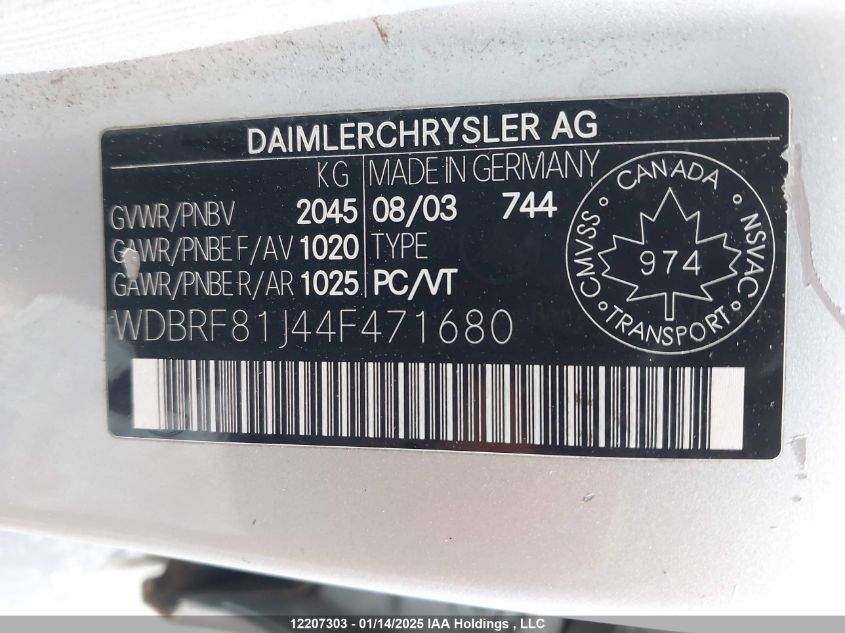 DAIMLERCHRYSLER AG
KG MADE IN GERMANY
GVWR/PNBV 2045 08/03 744
GAWR/PNBE F/AV 1020 TYPE
GAWR/PNBE R/AR 1025 PC/VT
WDBRF81J44F471680
CANADA
CMVSS
974
NSVAC
TRANSPORT
12207303 - 01/14/2025 IAA Holdings , LLC